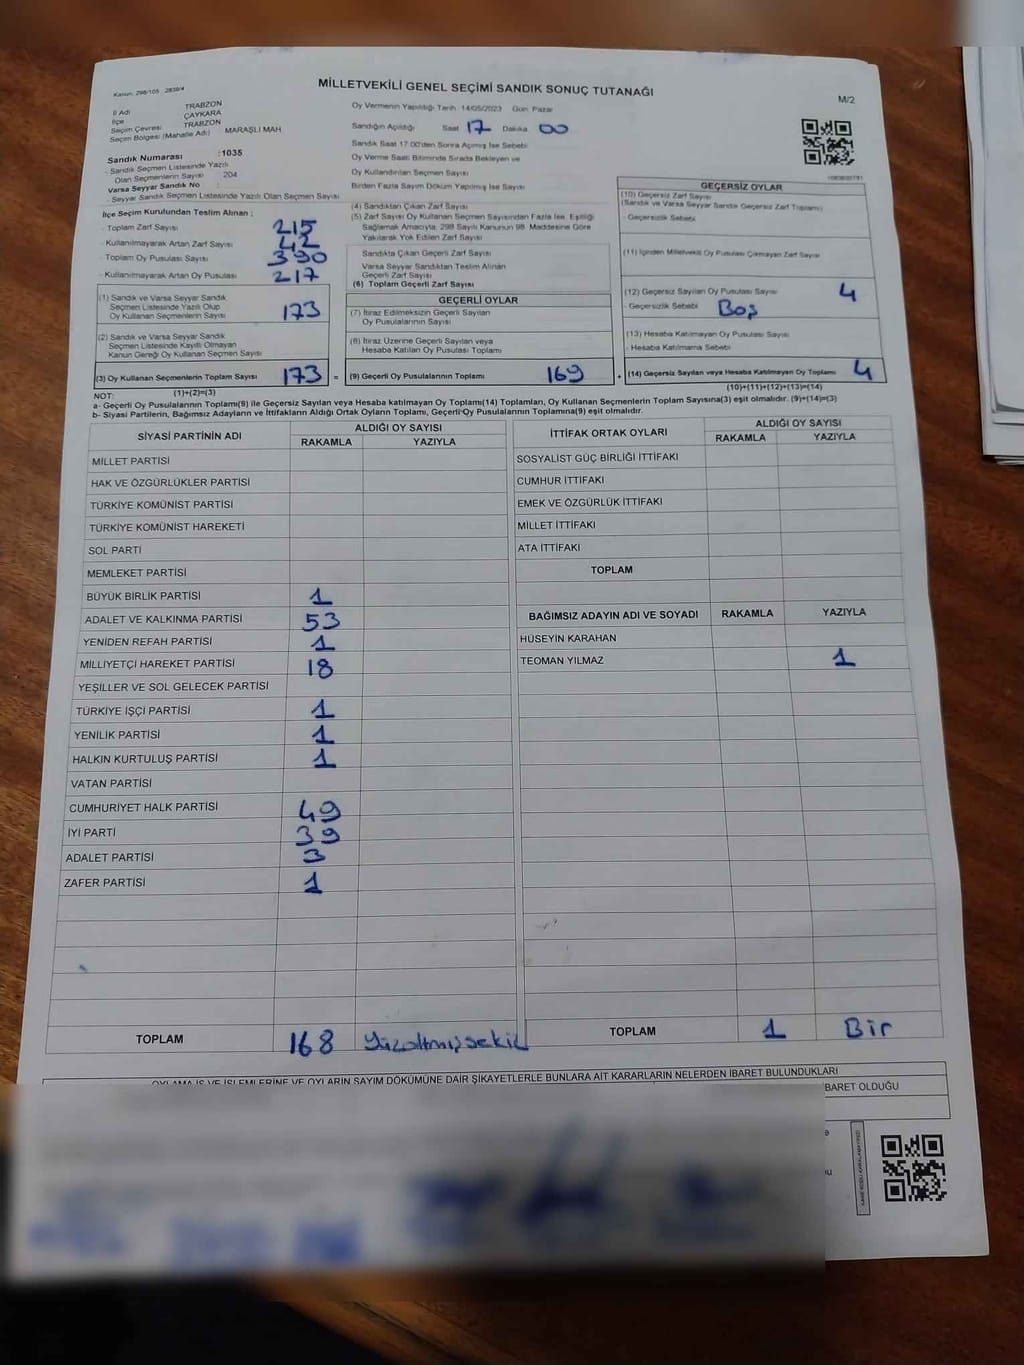 Kanun: 298/105 : 2839/4
MİLLETVEKİLİ GENEL SEÇİMİ SANDIK SONUÇ TUTANAĞI
M/2
İl Adı TRABZON
İlçe ÇAYKARA
Seçim Çevresi TRABZON
Seçim Bölgesi (Mahalle Adı) MARAŞLI MAH
Sandık Numarası :1035
- Sandık Seçmen Listesinde Yazılı
Olan Seçmenlerin Sayısı : 204
Varsa Seyyar Sandık No :
- Seyyar Sandık Seçmen Listesinde Yazılı Olan Seçmen Sayısı
İlçe Seçim Kurulundan Teslim Alınan ;
- Toplam Zarf Sayısı 215
- Kullanılmayarak Artan Zarf Sayısı 42
- Toplam Oy Pusulası Sayısı 390
- Kullanılmayarak Artan Oy Pusulası 217
(1) Sandık ve Varsa Seyyar Sandık
Seçmen Listesinde Yazılı Olup
Oy Kullanan Seçmenlerin Sayısı 173
(2) Sandık ve Varsa Seyyar Sandık
Seçmen Listesinde Kayıtlı Olmayan
Kanun Gereği Oy Kullanan Seçmen Sayısı
(3) Oy Kullanan Seçmenlerin Toplam Sayısı 173 =
(1)+(2)=(3)
Oy Vermenin Yapıldığı Tarih: 14/05/2023 Gün: Pazar
Sandığın Açıldığı Saat 17 Dakika 00
Sandık Saat 17:00'den Sonra Açılmış İse Sebebi
Oy Verme Saati Bitiminde Sırada Bekleyen ve
Oy Kullandırılan Seçmen Sayısı
Birden Fazla Sayım Döküm Yapılmış İse Sayısı
(4) Sandıktan Çıkan Zarf Sayısı
(5) Zarf Sayısı Oy Kullanan Seçmen Sayısından Fazla İse, Eşitliği
Sağlamak Amacıyla, 298 Sayılı Kanunun 98. Maddesine Göre
Yakılarak Yok Edilen Zarf Sayısı
Sandıkta Çıkan Geçerli Zarf Sayısı
Varsa Seyyar Sandıktan Teslim Alınan
Geçerli Zarf Sayısı
(6) Toplam Geçerli Zarf Sayısı
GEÇERLİ OYLAR
(7) İtiraz Edilmeksizin Geçerli Sayılan
Oy Pusulalarının Sayısı
(8) İtiraz Üzerine Geçerli Sayılan veya
Hesaba Katılan Oy Pusulası Toplamı
(9) Geçerli Oy Pusulalarının Toplamı 169 +
GEÇERSİZ OYLAR
(10) Geçersiz Zarf Sayısı
(Sandık ve Varsa Seyyar Sandık Geçersiz Zarf Toplamı)
- Geçersizlik Sebebi
(11) İçinden Milletvekili Oy Pusulası Çıkmayan Zarf Sayısı
(12) Geçersiz Sayılan Oy Pusulası Sayısı 4
- Geçersizlik Sebebi Boş
(13) Hesaba Katılmayan Oy Pusulası Sayısı
- Hesaba Katılmama Sebebi
(14) Geçersiz Sayılan veya Hesaba Katılmayan Oy Toplamı 4
(10)+(11)+(12)+(13)=(14)
NOT:
a- Geçerli Oy Pusulalarının Toplamı(9) ile Geçersiz Sayılan veya Hesaba katılmayan Oy Toplamı(14) Toplamları, Oy Kullanan Seçmenlerin Toplam Sayısına(3) eşit olmalıdır. (9)+(14)=(3)
b- Siyasi Partilerin, Bağımsız Adayların ve İttifakların Aldığı Ortak Oyların Toplamı, Geçerli Oy Pusulalarının Toplamına(9) eşit olmalıdır.
SİYASİ PARTİNİN ADI ALDIĞI OY SAYISI
RAKAMLA YAZIYLA
MİLLET PARTİSİ
HAK VE ÖZGÜRLÜKLER PARTİSİ
TÜRKİYE KOMÜNİST PARTİSİ
TÜRKİYE KOMÜNİST HAREKETİ
SOL PARTİ
MEMLEKET PARTİSİ
BÜYÜK BİRLİK PARTİSİ 1
ADALET VE KALKINMA PARTİSİ 53
YENİDEN REFAH PARTİSİ 1
MİLLİYETÇİ HAREKET PARTİSİ 18
YEŞİLLER VE SOL GELECEK PARTİSİ
TÜRKİYE İŞÇİ PARTİSİ 1
YENİLİK PARTİSİ 1
HALKIN KURTULUŞ PARTİSİ 1
VATAN PARTİSİ
CUMHURİYET HALK PARTİSİ 49
İYİ PARTİ 39
ADALET PARTİSİ 3
ZAFER PARTİSİ 1
TOPLAM 168 Yüzaltmışsekiz
İTTİFAK ORTAK OYLARI ALDIĞI OY SAYISI
RAKAMLA YAZIYLA
SOSYALİST GÜÇ BİRLİĞİ İTTİFAKI
CUMHUR İTTİFAKI
EMEK VE ÖZGÜRLÜK İTTİFAKI
MİLLET İTTİFAKI
ATA İTTİFAKI
TOPLAM
BAĞIMSIZ ADAYIN ADI VE SOYADI RAKAMLA YAZIYLA
HÜSEYİN KARAHAN
TEOMAN YILMAZ 1
TOPLAM 1 Bir
OYLAMA İŞ VE İŞLEMLERİNE VE OYLARIN SAYIM DÖKÜMÜNE DAİR ŞİKAYETLERLE BUNLARA AİT KARARLARIN NELERDEN İBARET BULUNDUKLARI
BARET OLDUĞU